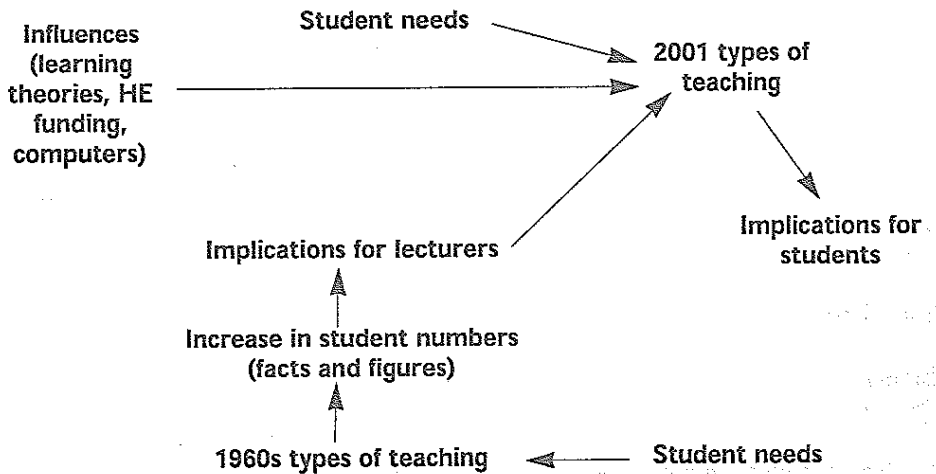 Student needs
Influences
(learning
theories, HE
funding,
computers)
2001 types of
teaching
Implications for
students
Implications for lecturers
Increase in student numbers
(facts and figures)
1960s types of teaching
Student needs